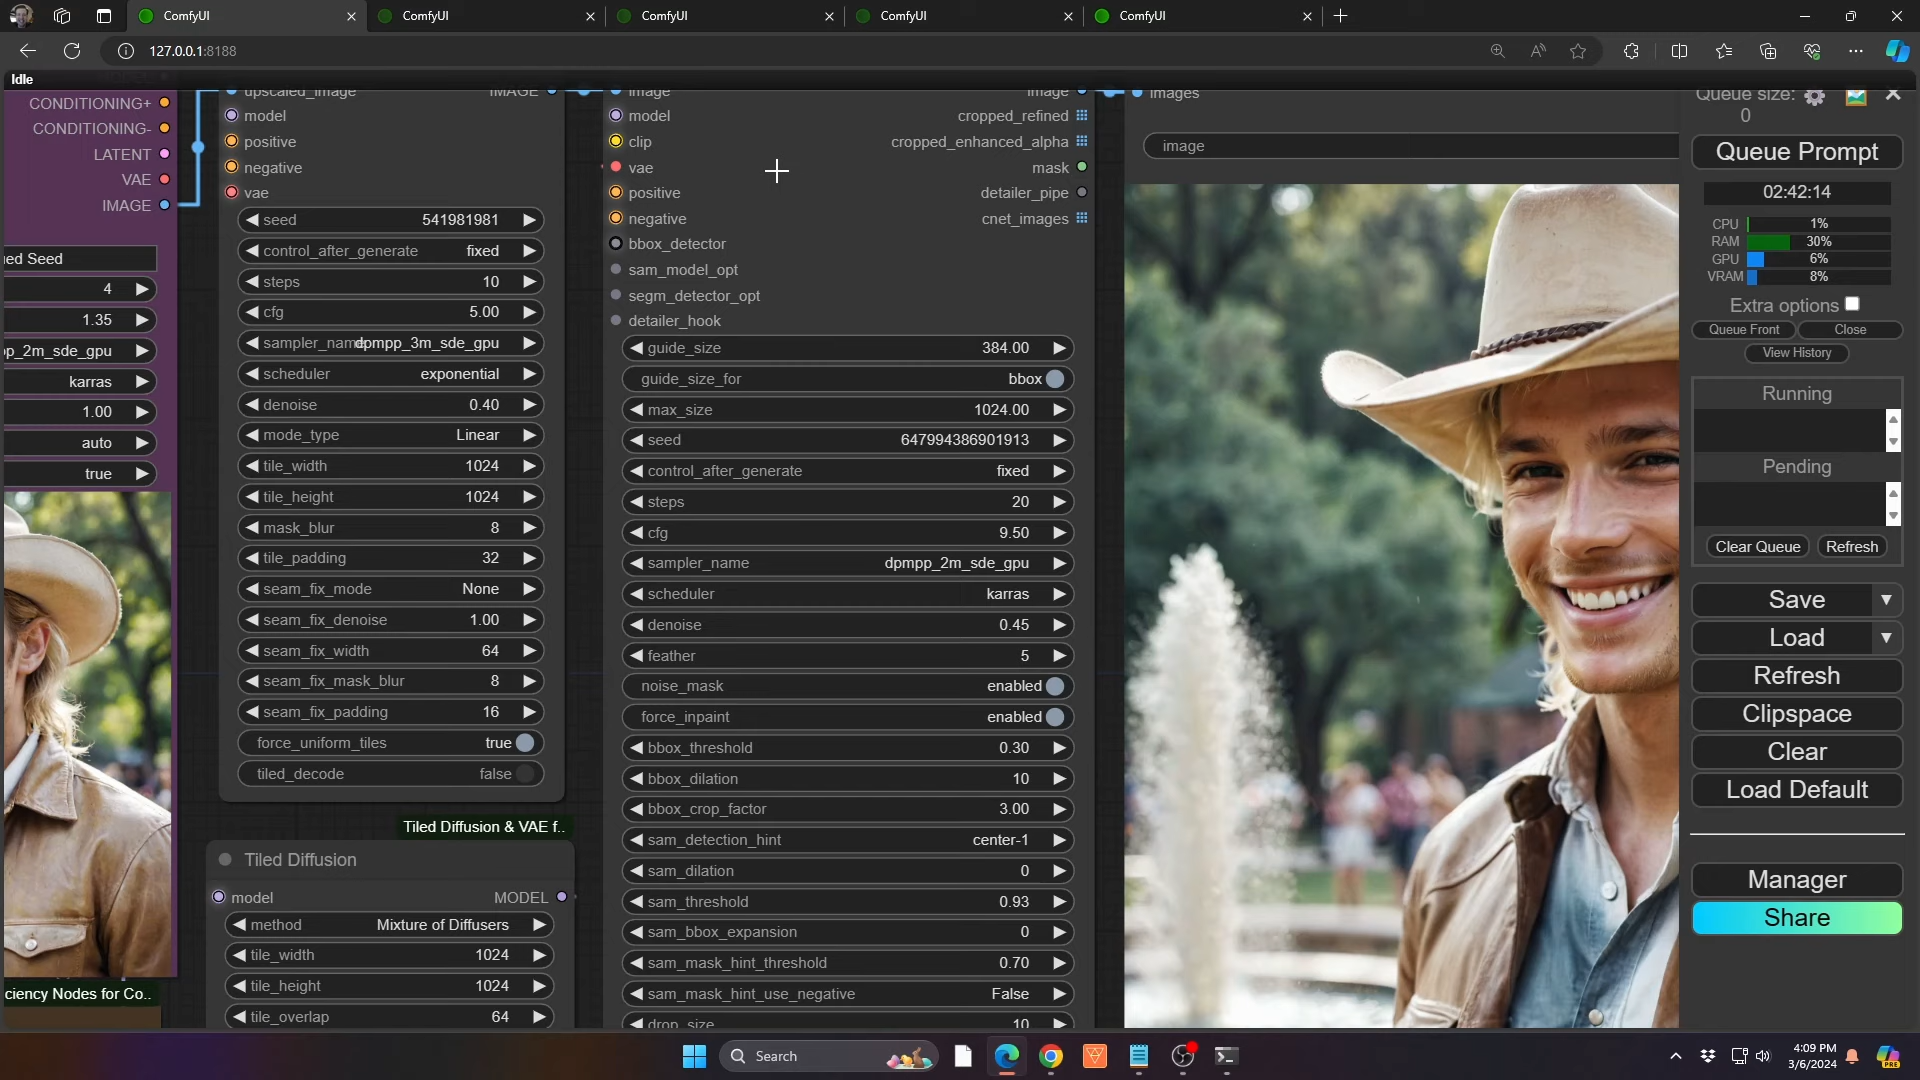 ComfyUI
ComfyUI
ComfyUI
ComfyUI
ComfyUI
127.0.0.1:8188
Idle
CONDITIONING+
CONDITIONING-
LATENT
VAE
IMAGE
ued Seed
4
1.35
pp_2m_sde_gpu
karras
1.00
auto
true
ciency Nodes for Co..
upscaled_image IMAGE
model
positive
negative
vae
seed 541981981
control_after_generate fixed
steps 10
cfg 5.00
sampler_name dpmpp_3m_sde_gpu
scheduler exponential
denoise 0.40
mode_type Linear
tile_width 1024
tile_height 1024
mask_blur 8
tile_padding 32
seam_fix_mode None
seam_fix_denoise 1.00
seam_fix_width 64
seam_fix_mask_blur 8
seam_fix_padding 16
force_uniform_tiles true
tiled_decode false
Tiled Diffusion & VAE f..
Tiled Diffusion
model MODEL
method Mixture of Diffusers
tile_width 1024
tile_height 1024
tile_overlap 64
image image
model cropped_refined
clip cropped_enhanced_alpha
vae mask
positive detailer_pipe
negative cnet_images
bbox_detector
sam_model_opt
segm_detector_opt
detailer_hook
guide_size 384.00
guide_size_for bbox
max_size 1024.00
seed 647994386901913
control_after_generate fixed
steps 20
cfg 9.50
sampler_name dpmpp_2m_sde_gpu
scheduler karras
denoise 0.45
feather 5
noise_mask enabled
force_inpaint enabled
bbox_threshold 0.30
bbox_dilation 10
bbox_crop_factor 3.00
sam_detection_hint center-1
sam_dilation 0
sam_threshold 0.93
sam_bbox_expansion 0
sam_mask_hint_threshold 0.70
sam_mask_hint_use_negative False
drop_size 10
images
image
Queue size:
0
Queue Prompt
02:42:14
CPU 1%
RAM 30%
GPU 6%
VRAM 8%
Extra options
Queue Front Close
View History
Running
Pending
Clear Queue Refresh
Save
Load
Refresh
Clipspace
Clear
Load Default
Manager
Share
Search
4:09 PM
3/6/2024
PRE